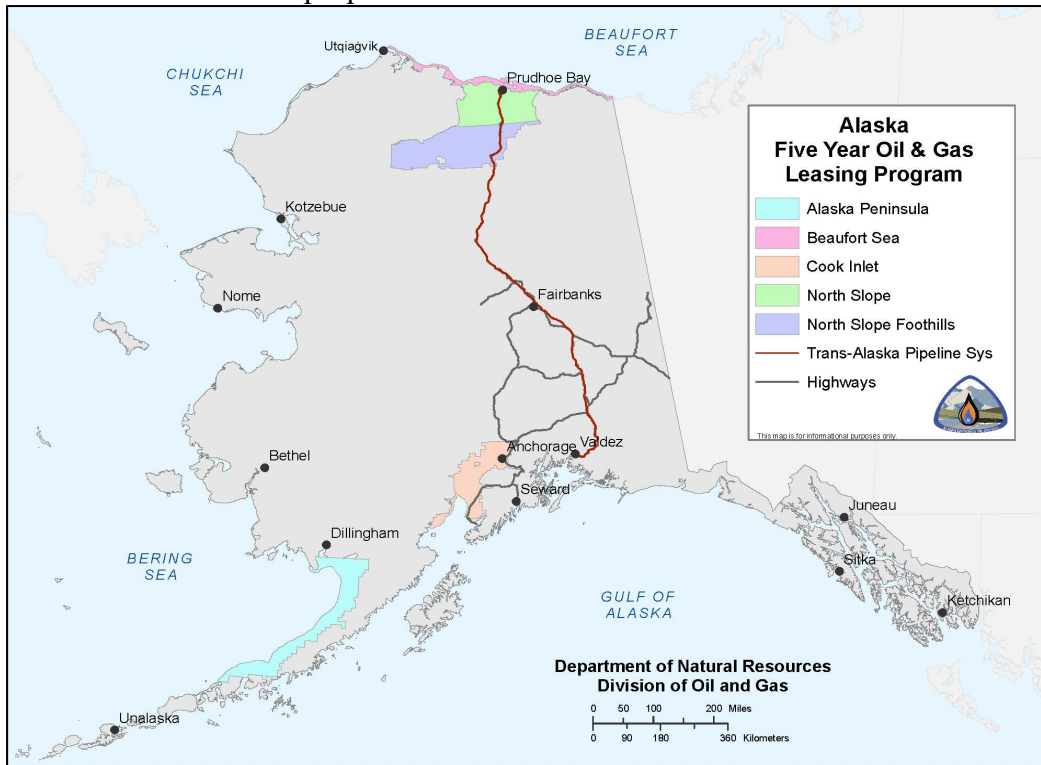 BEAUFORT
SEA
Utqiaġvik
CHUKCHI
SEA
Prudhoe Bay
Alaska
Five Year Oil & Gas
Leasing Program
Alaska Peninsula
Beaufort Sea
Cook Inlet
North Slope
North Slope Foothills
Trans-Alaska Pipeline Sys
Highways
This map is for informational purposes only.
Kotzebue
Nome
Fairbanks
Anchorage
Valdez
Bethel
Seward
Juneau
Dillingham
Sitka
BERING
SEA
GULF OF
ALASKA
Ketchikan
Department of Natural Resources
Division of Oil and Gas
0 50 100 200 Miles
0 90 180 360 Kilometers
Unalaska